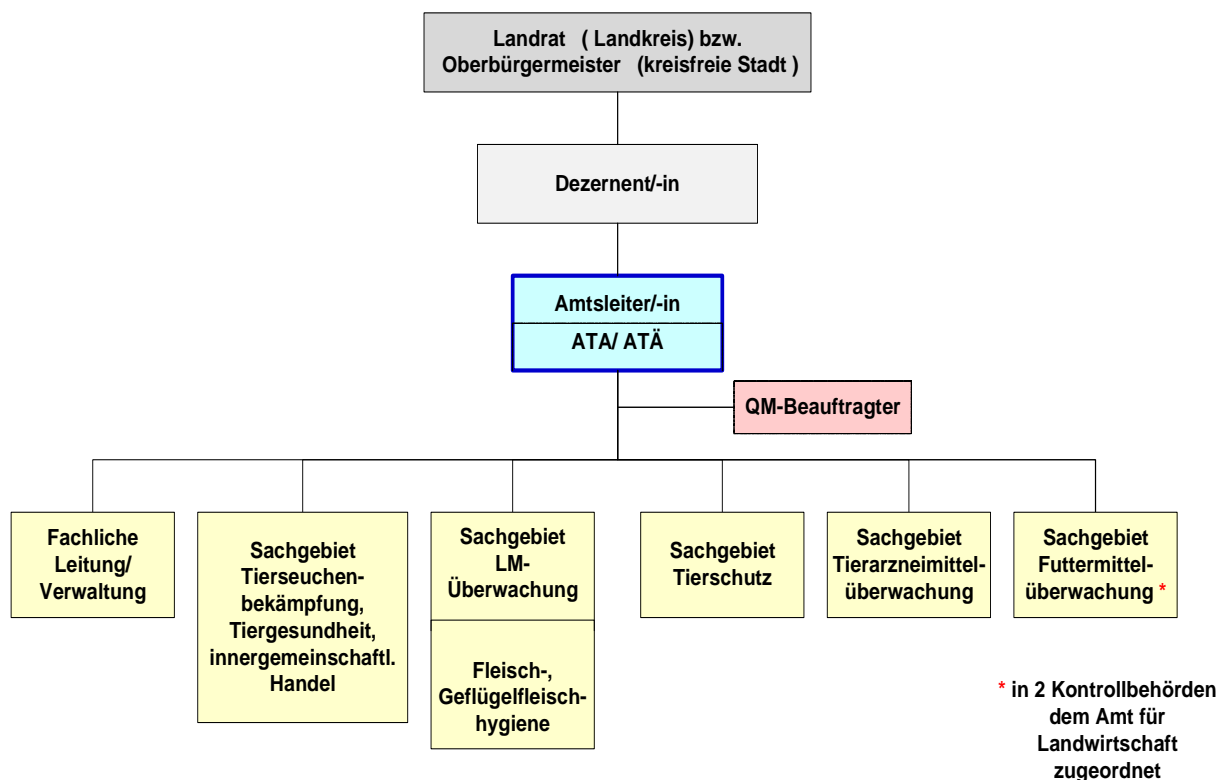 Landrat ( Landkreis) bzw.
Oberbürgermeister (kreisfreie Stadt )
Dezernent/-in
Amtsleiter/-in
ATA/ ATÄ
QM-Beauftragter
Fachliche
Leitung/
Verwaltung
Sachgebiet
Tierseuchen-
bekämpfung,
Tiergesundheit,
innergemeinschaftl.
Handel
Sachgebiet
LM-
Überwachung
Fleisch-,
Geflügelfleisch-
hygiene
Sachgebiet
Tierschutz
Sachgebiet
Tierarzneimittel-
überwachung
Sachgebiet
Futtermittel-
überwachung *
* in 2 Kontrollbehörden
dem Amt für
Landwirtschaft
zugeordnet